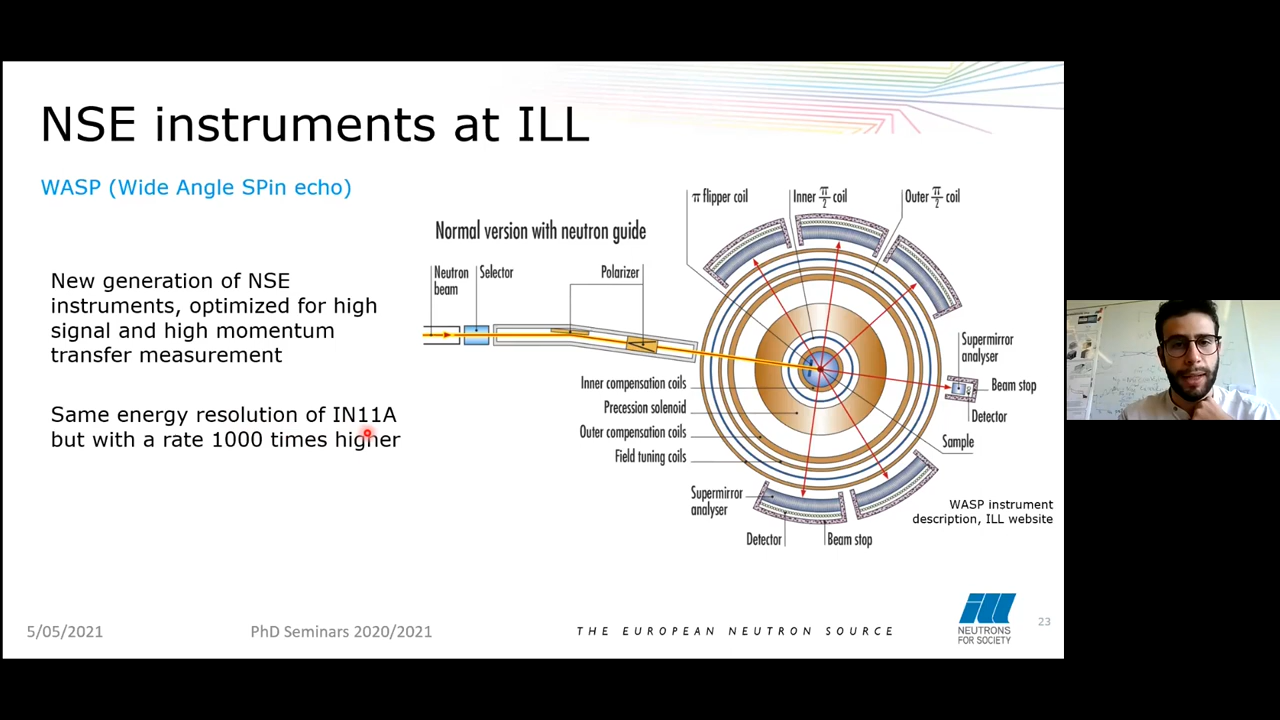 NSE instruments at ILL
WASP (Wide Angle SPin echo)
New generation of NSE
instruments, optimized for high
signal and high momentum
transfer measurement
Same energy resolution of IN11A
but with a rate 1000 times higher
Normal version with neutron guide
Neutron
beam
Selector
Polarizer
π flipper coil
Inner π/2 coil
Outer π/2 coil
Supermirror
analyser
Beam stop
Detector
Sample
Inner compensation coils
Precession solenoid
Outer compensation coils
Field tuning coils
Supermirror
analyser
Detector
Beam stop
WASP instrument
description, ILL website
5/05/2021
PhD Seminars 2020/2021
THE EUROPEAN NEUTRON SOURCE
ill
NEUTRONS
FOR SOCIETY
23